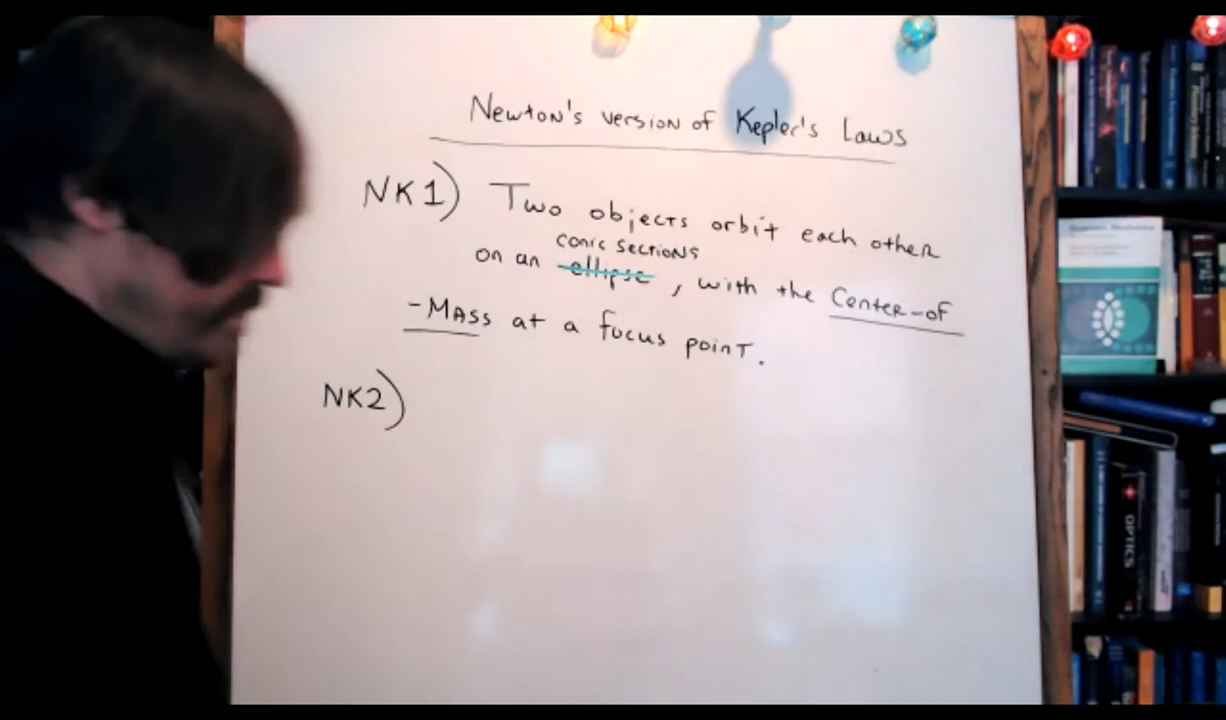 Newton's version of Kepler's Laws
NK1) Two objects orbit each other
conic sections
on an ellipse, with the Center-of
-Mass at a focus point.
NK2)
OPTICS